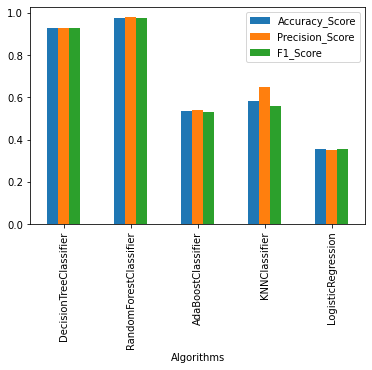 Accuracy_Score
Precision_Score
F1_Score
1.0
0.8
0.6
0.4
0.2
0.0
DecisionTreeClassifier
RandomForestClassifier
AdaBoostClassifier
KNNClassifier
LogisticRegression
Algorithms